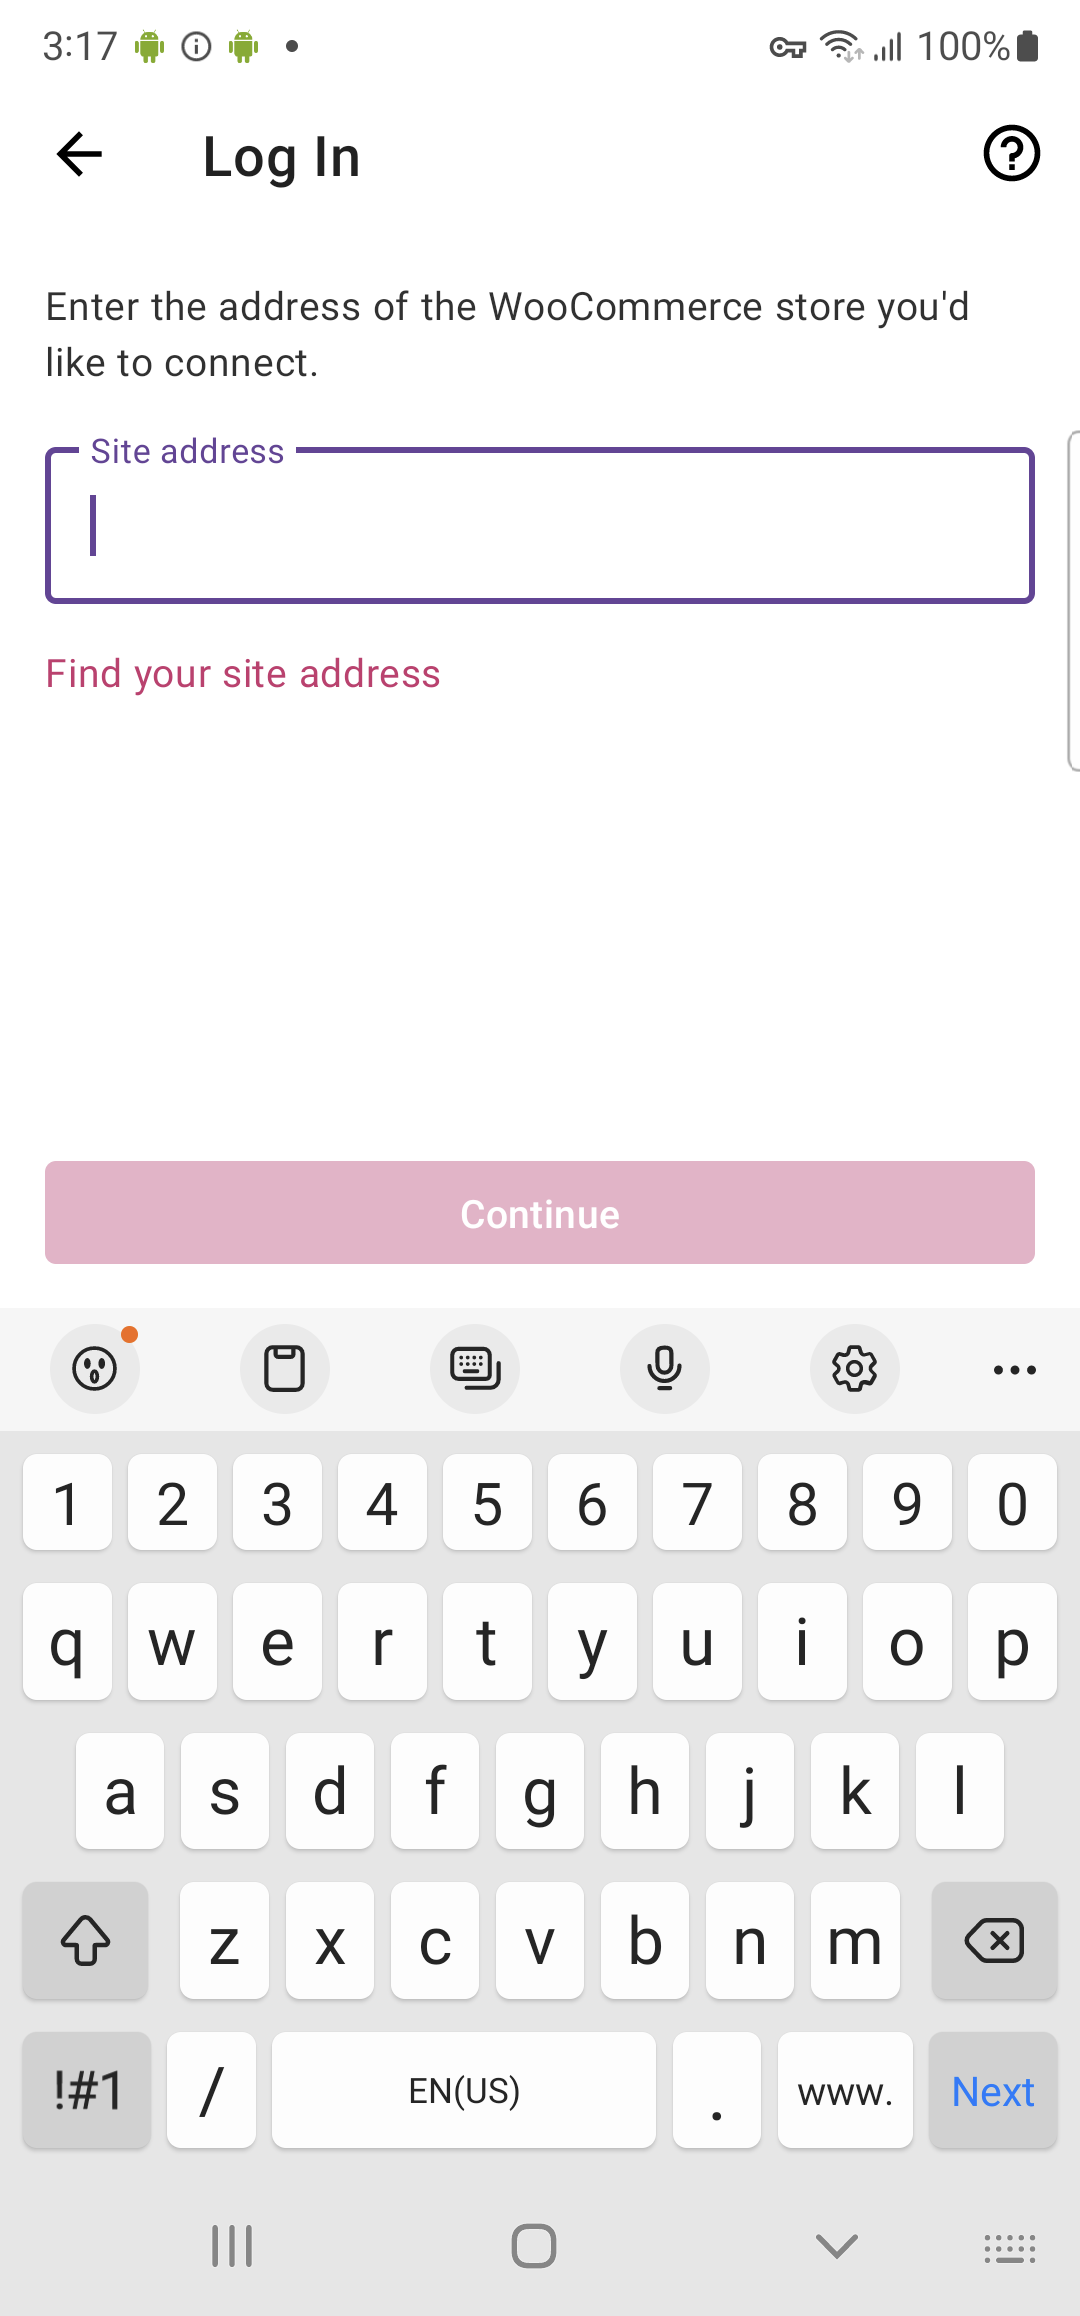 3:17
100%
Log In
Enter the address of the WooCommerce store you'd
like to connect.
Site address
Find your site address
Continue
1 2 3 4 5 6 7 8 9 0
q w e r t y u i o p
a s d f g h j k l
z x c v b n m
!#1 / EN(US) . www. Next